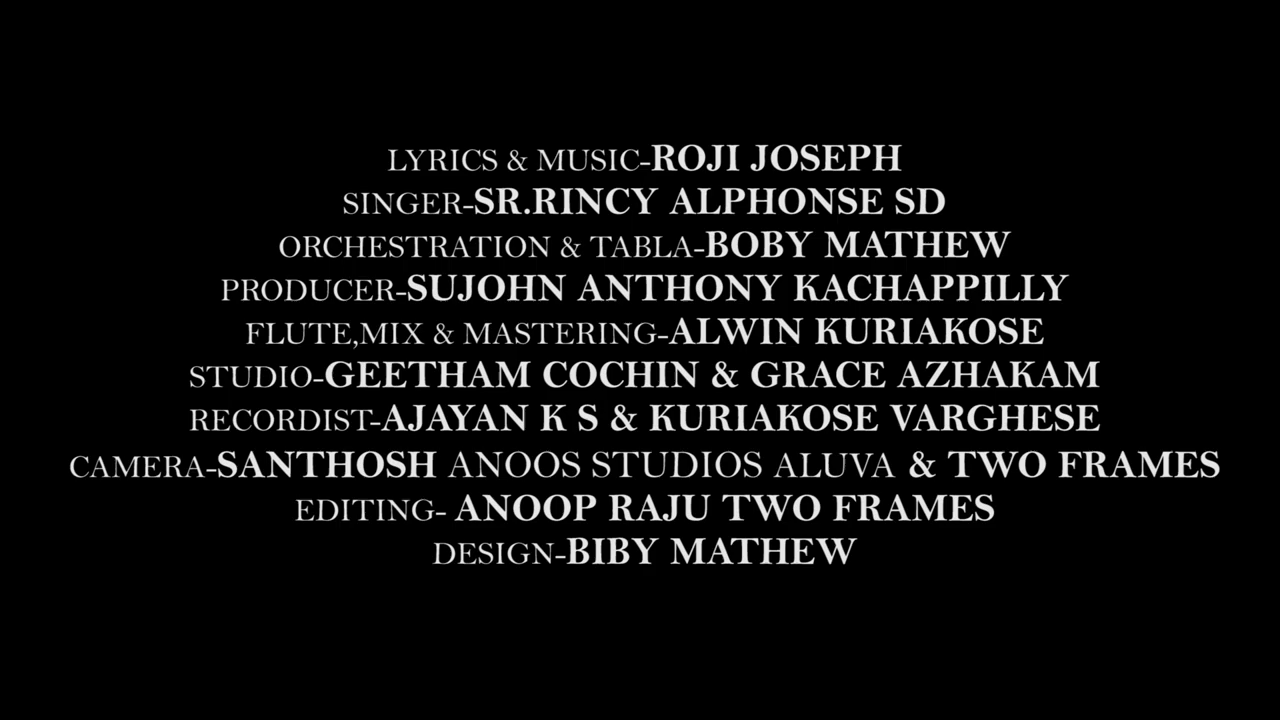 LYRICS & MUSIC-ROJI JOSEPH
SINGER-SR.RINCY ALPHONSE SD
ORCHESTRATION & TABLA-BOBY MATHEW
PRODUCER-SUJOHN ANTHONY KACHAPPILLY
FLUTE,MIX & MASTERING-ALWIN KURIAKOSE
STUDIO-GEETHAM COCHIN & GRACE AZHAKAM
RECORDIST-AJAYAN K S & KURIAKOSE VARGHESE
CAMERA-SANTHOSH ANOOS STUDIOS ALUVA & TWO FRAMES
EDITING- ANOOP RAJU TWO FRAMES
DESIGN-BIBY MATHEW